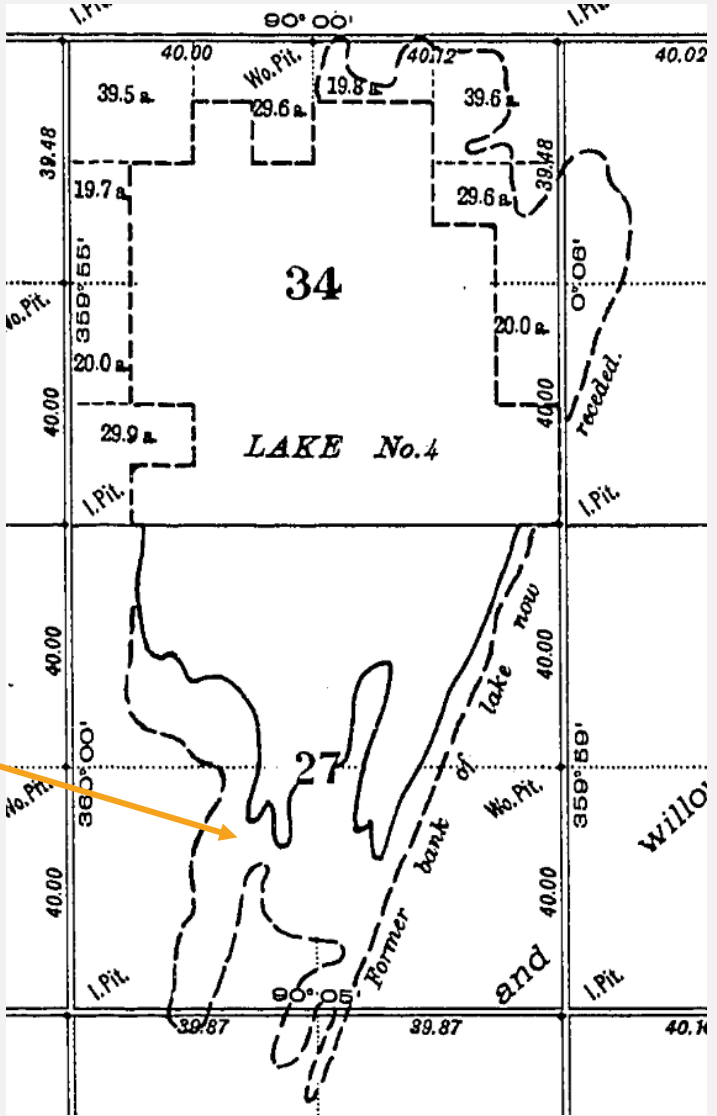 I.Pit.
90°00'
I.Pit.
40.00
Wo.Pit.
40.12
40.02
39.5 a.
29.6 a.
19.8 a.
39.6 a.
39.48
39.48
19.7 a.
29.6 a.
359°55'
34
0°06'
Wo.Pit.
20.0 a.
20.0 a.
40.00
40.00
receded.
29.9 a.
LAKE No.4
I.Pit.
I.Pit.
now
40.00
40.00
lake
360°00'
27
of
359°59'
Wo.Pit.
Wo.Pit.
bank
40.00
40.00
Former
and
I.Pit.
90°05
I.Pit.
39.87
39.87